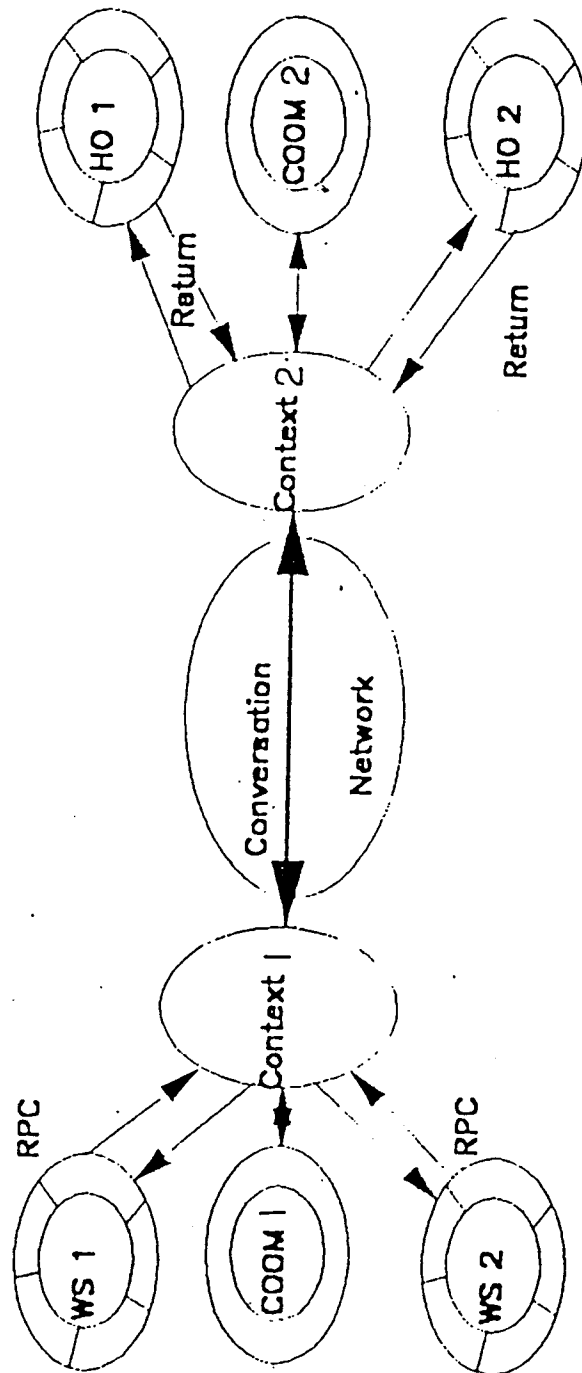 WS 1
RPC
COOM 1
Context 1
WS 2
RPC
Conversation
Network
Context 2
Return
HO 1
COOM 2
Return
HO 2